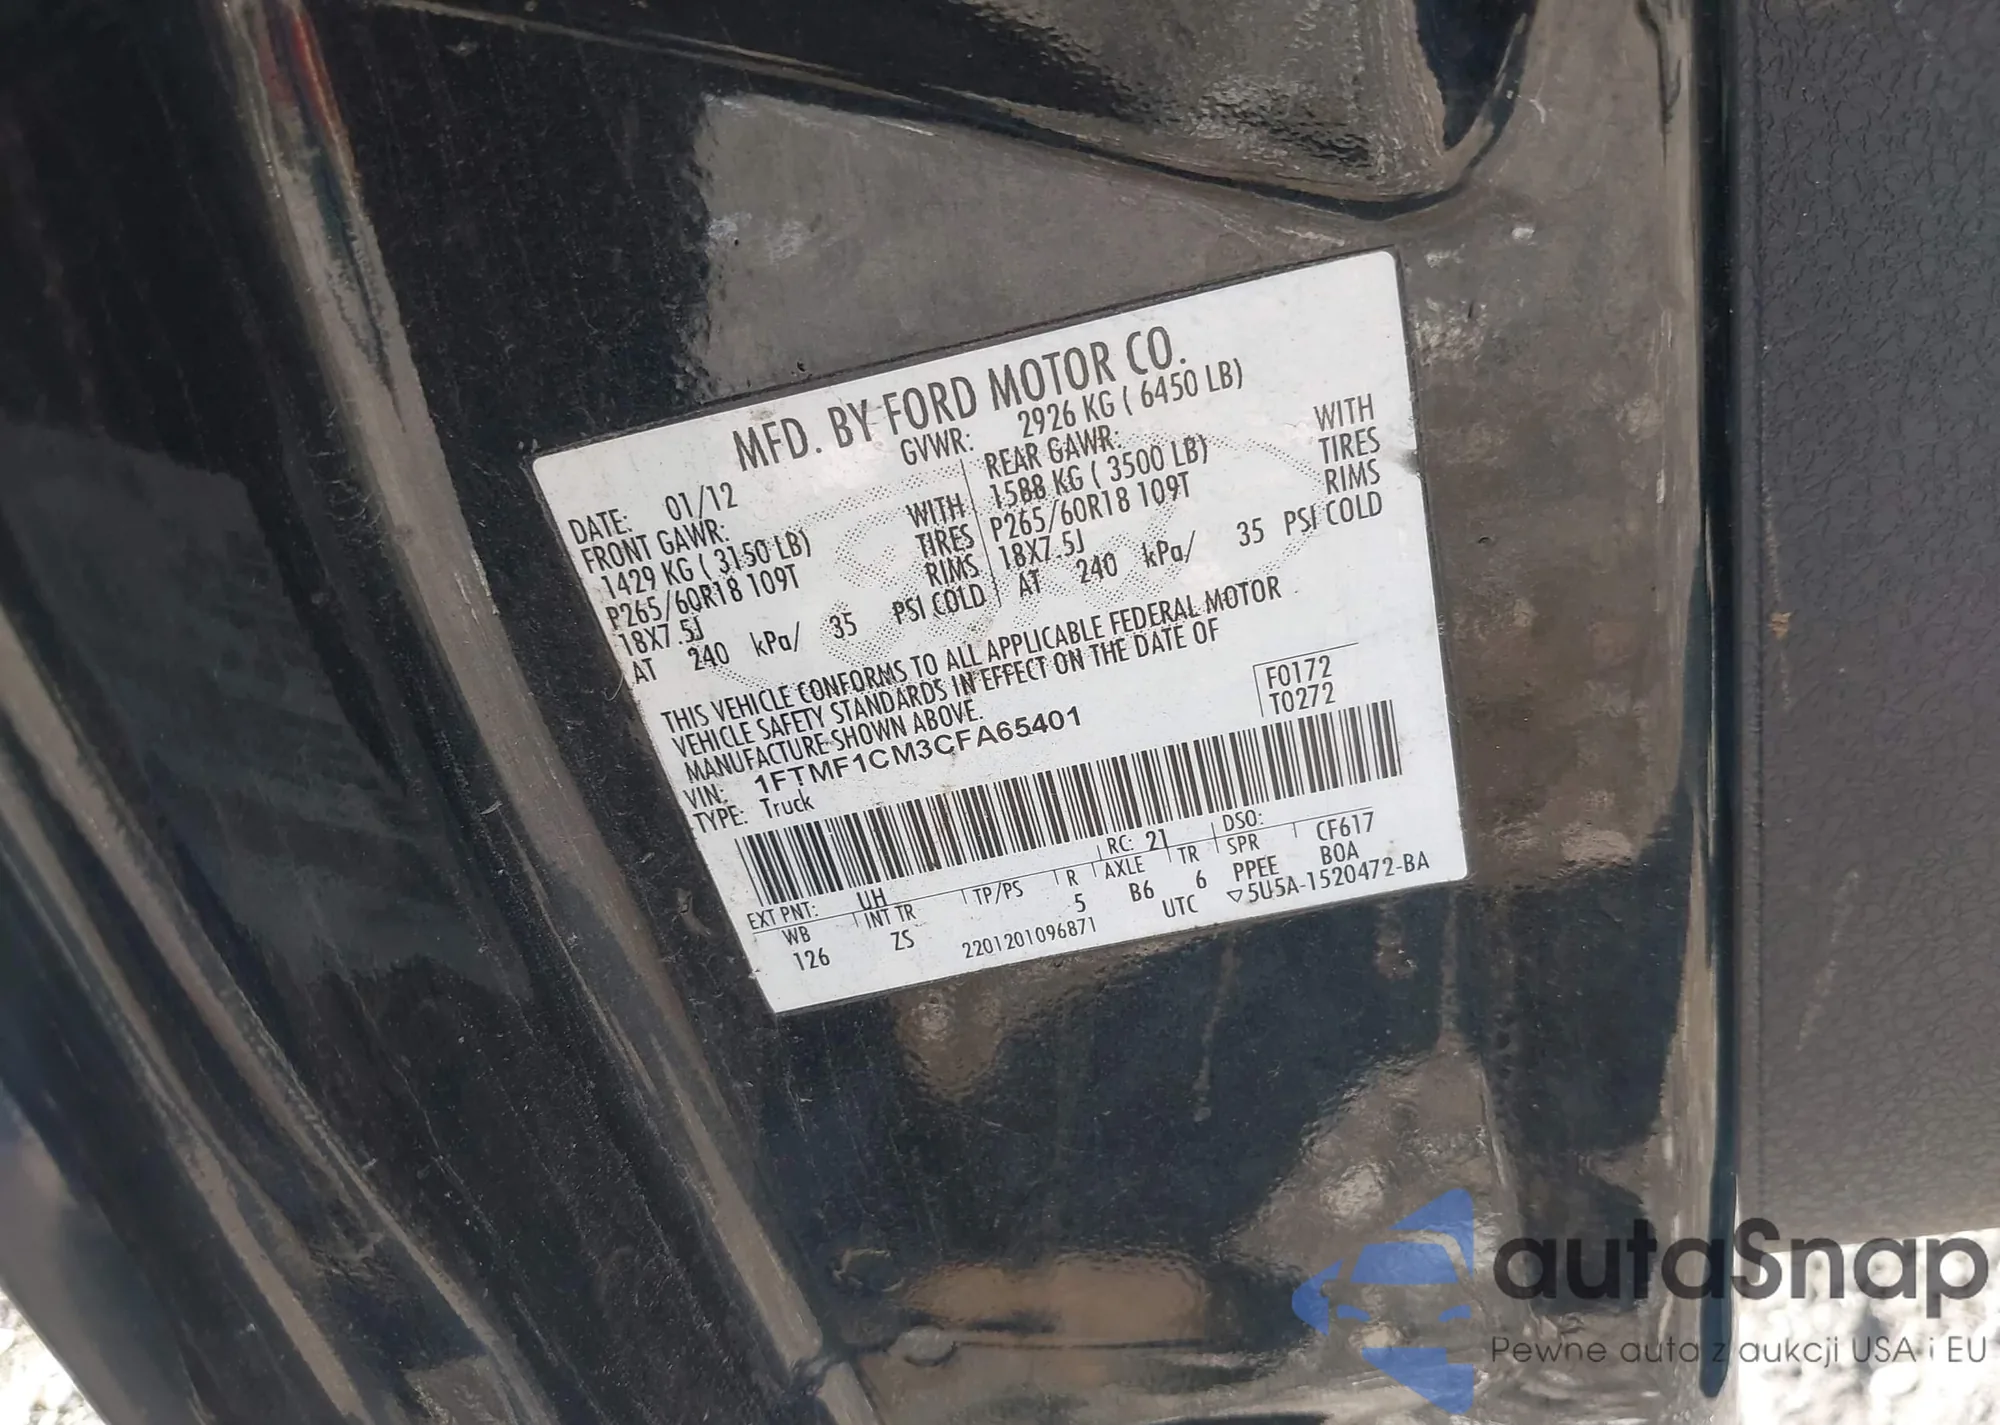 MFD. BY FORD MOTOR CO.
DATE: 01/12 GVWR: 2926 KG ( 6450 LB)
FRONT GAWR: REAR GAWR:
1429 KG ( 3150 LB) WITH 1588 KG ( 3500 LB) WITH
P265/60R18 109T TIRES P265/60R18 109T TIRES
18X7.5J RIMS 18X7.5J RIMS
AT 240 kPa/ 35 PSI COLD AT 240 kPa/ 35 PSI COLD
THIS VEHICLE CONFORMS TO ALL APPLICABLE FEDERAL MOTOR
VEHICLE SAFETY STANDARDS IN EFFECT ON THE DATE OF
MANUFACTURE SHOWN ABOVE.
VIN: 1FTMF1CM3CFA65401 F0172
TYPE: Truck T0272
EXT PNT: UH RC: 21 DSO:
WB INT TR TP/PS R AXLE TR SPR CF617
126 ZS 5 B6 6 PPEE B0A
2201201096871 UTC ▽5U5A-1520472-BA
autaSnap
Pewne auta z aukcji USA i EU